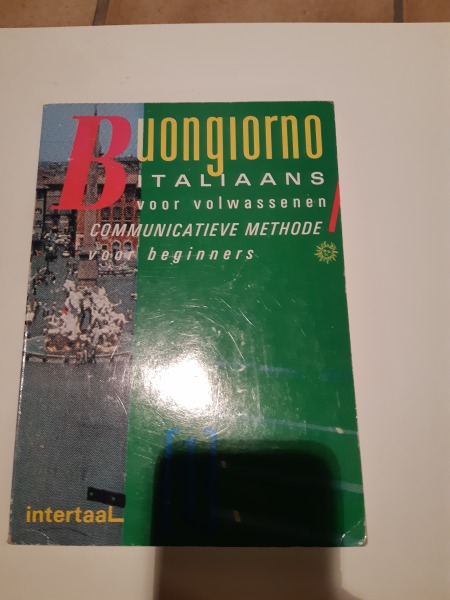 Buongiorno
ITALIAANS
voor volwassenen
COMMUNICATIEVE METHODE
voor beginners
intertaal